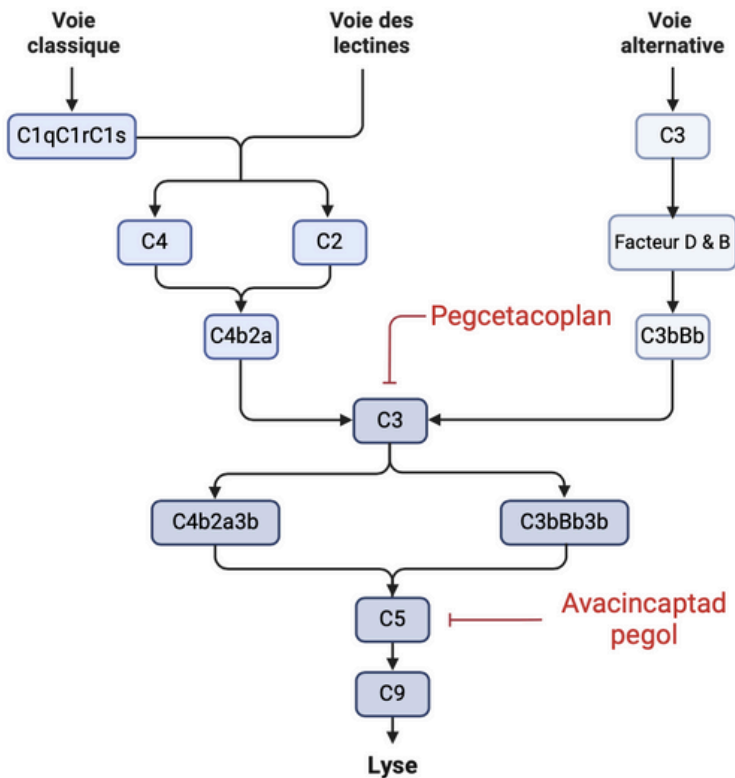 Voie
classique
Voie des
lectines
Voie
alternative
C1qC1rC1s
C3
C4
C2
Facteur D & B
C4b2a
Pegcetacoplan
C3bBb
C3
C4b2a3b
C3bBb3b
C5
Avacincaptad
pegol
C9
Lyse